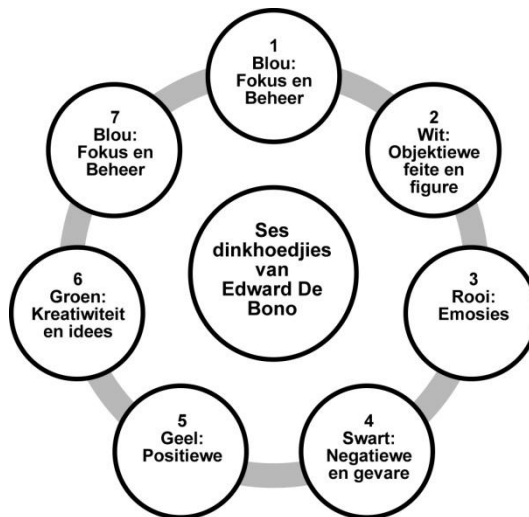 1
Blou:
Fokus en
Beheer
2
Wit:
Objektiewe
feite en
figure
3
Rooi:
Emosies
4
Swart:
Negatiewe
en gevare
5
Geel:
Positiewe
6
Groen:
Kreatiwiteit
en idees
7
Blou:
Fokus en
Beheer
Ses
dinkhoedjies
van
Edward De
Bono